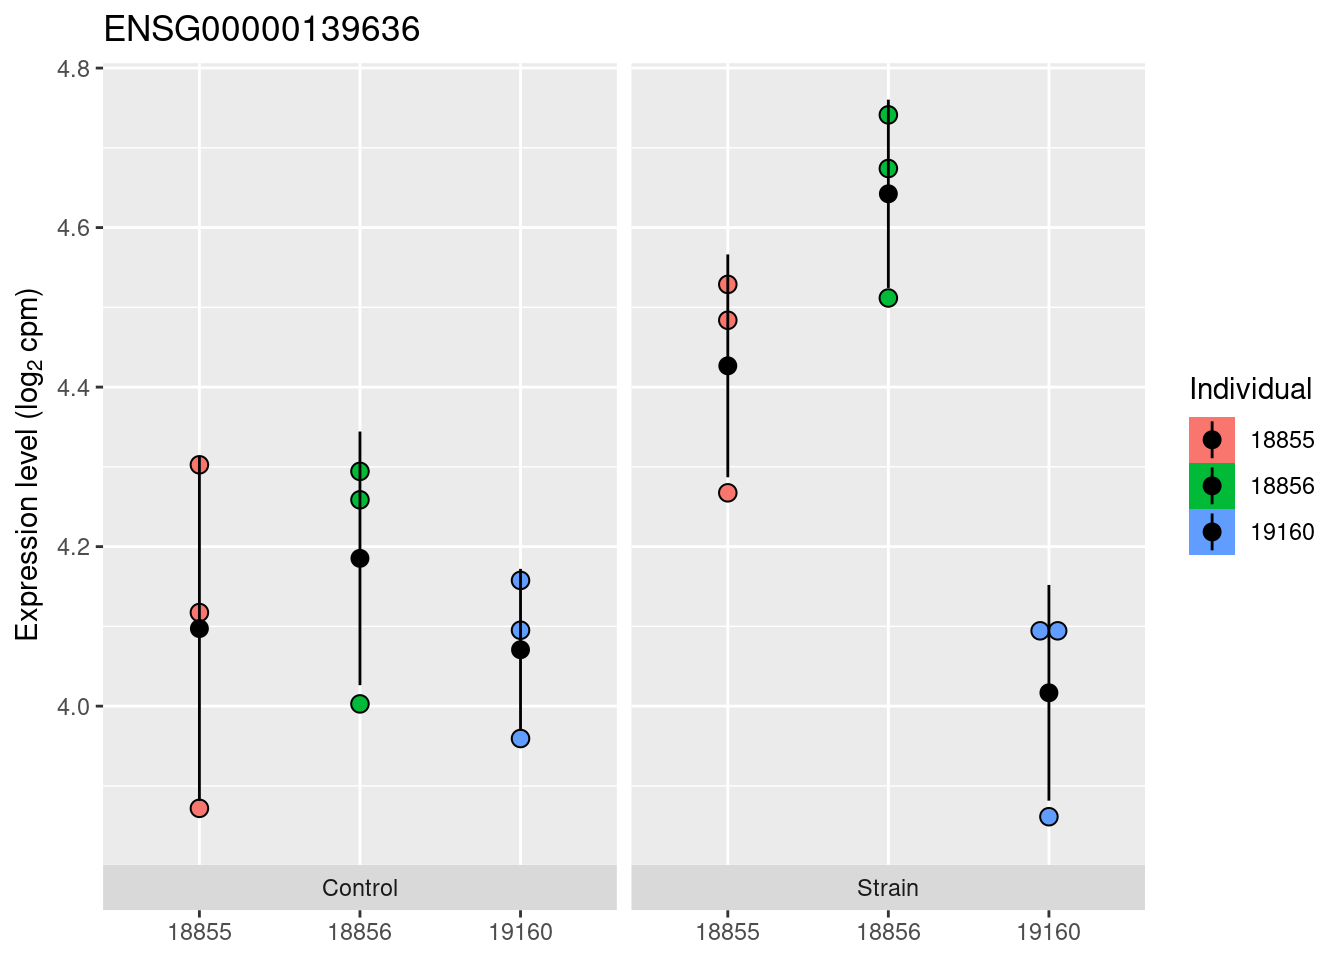 ENSG00000139636
Expression level (log2 cpm)
4.8
4.6
4.4
4.2
4.0
Control
Strain
18855 18856 19160
18855 18856 19160
Individual
18855
18856
19160